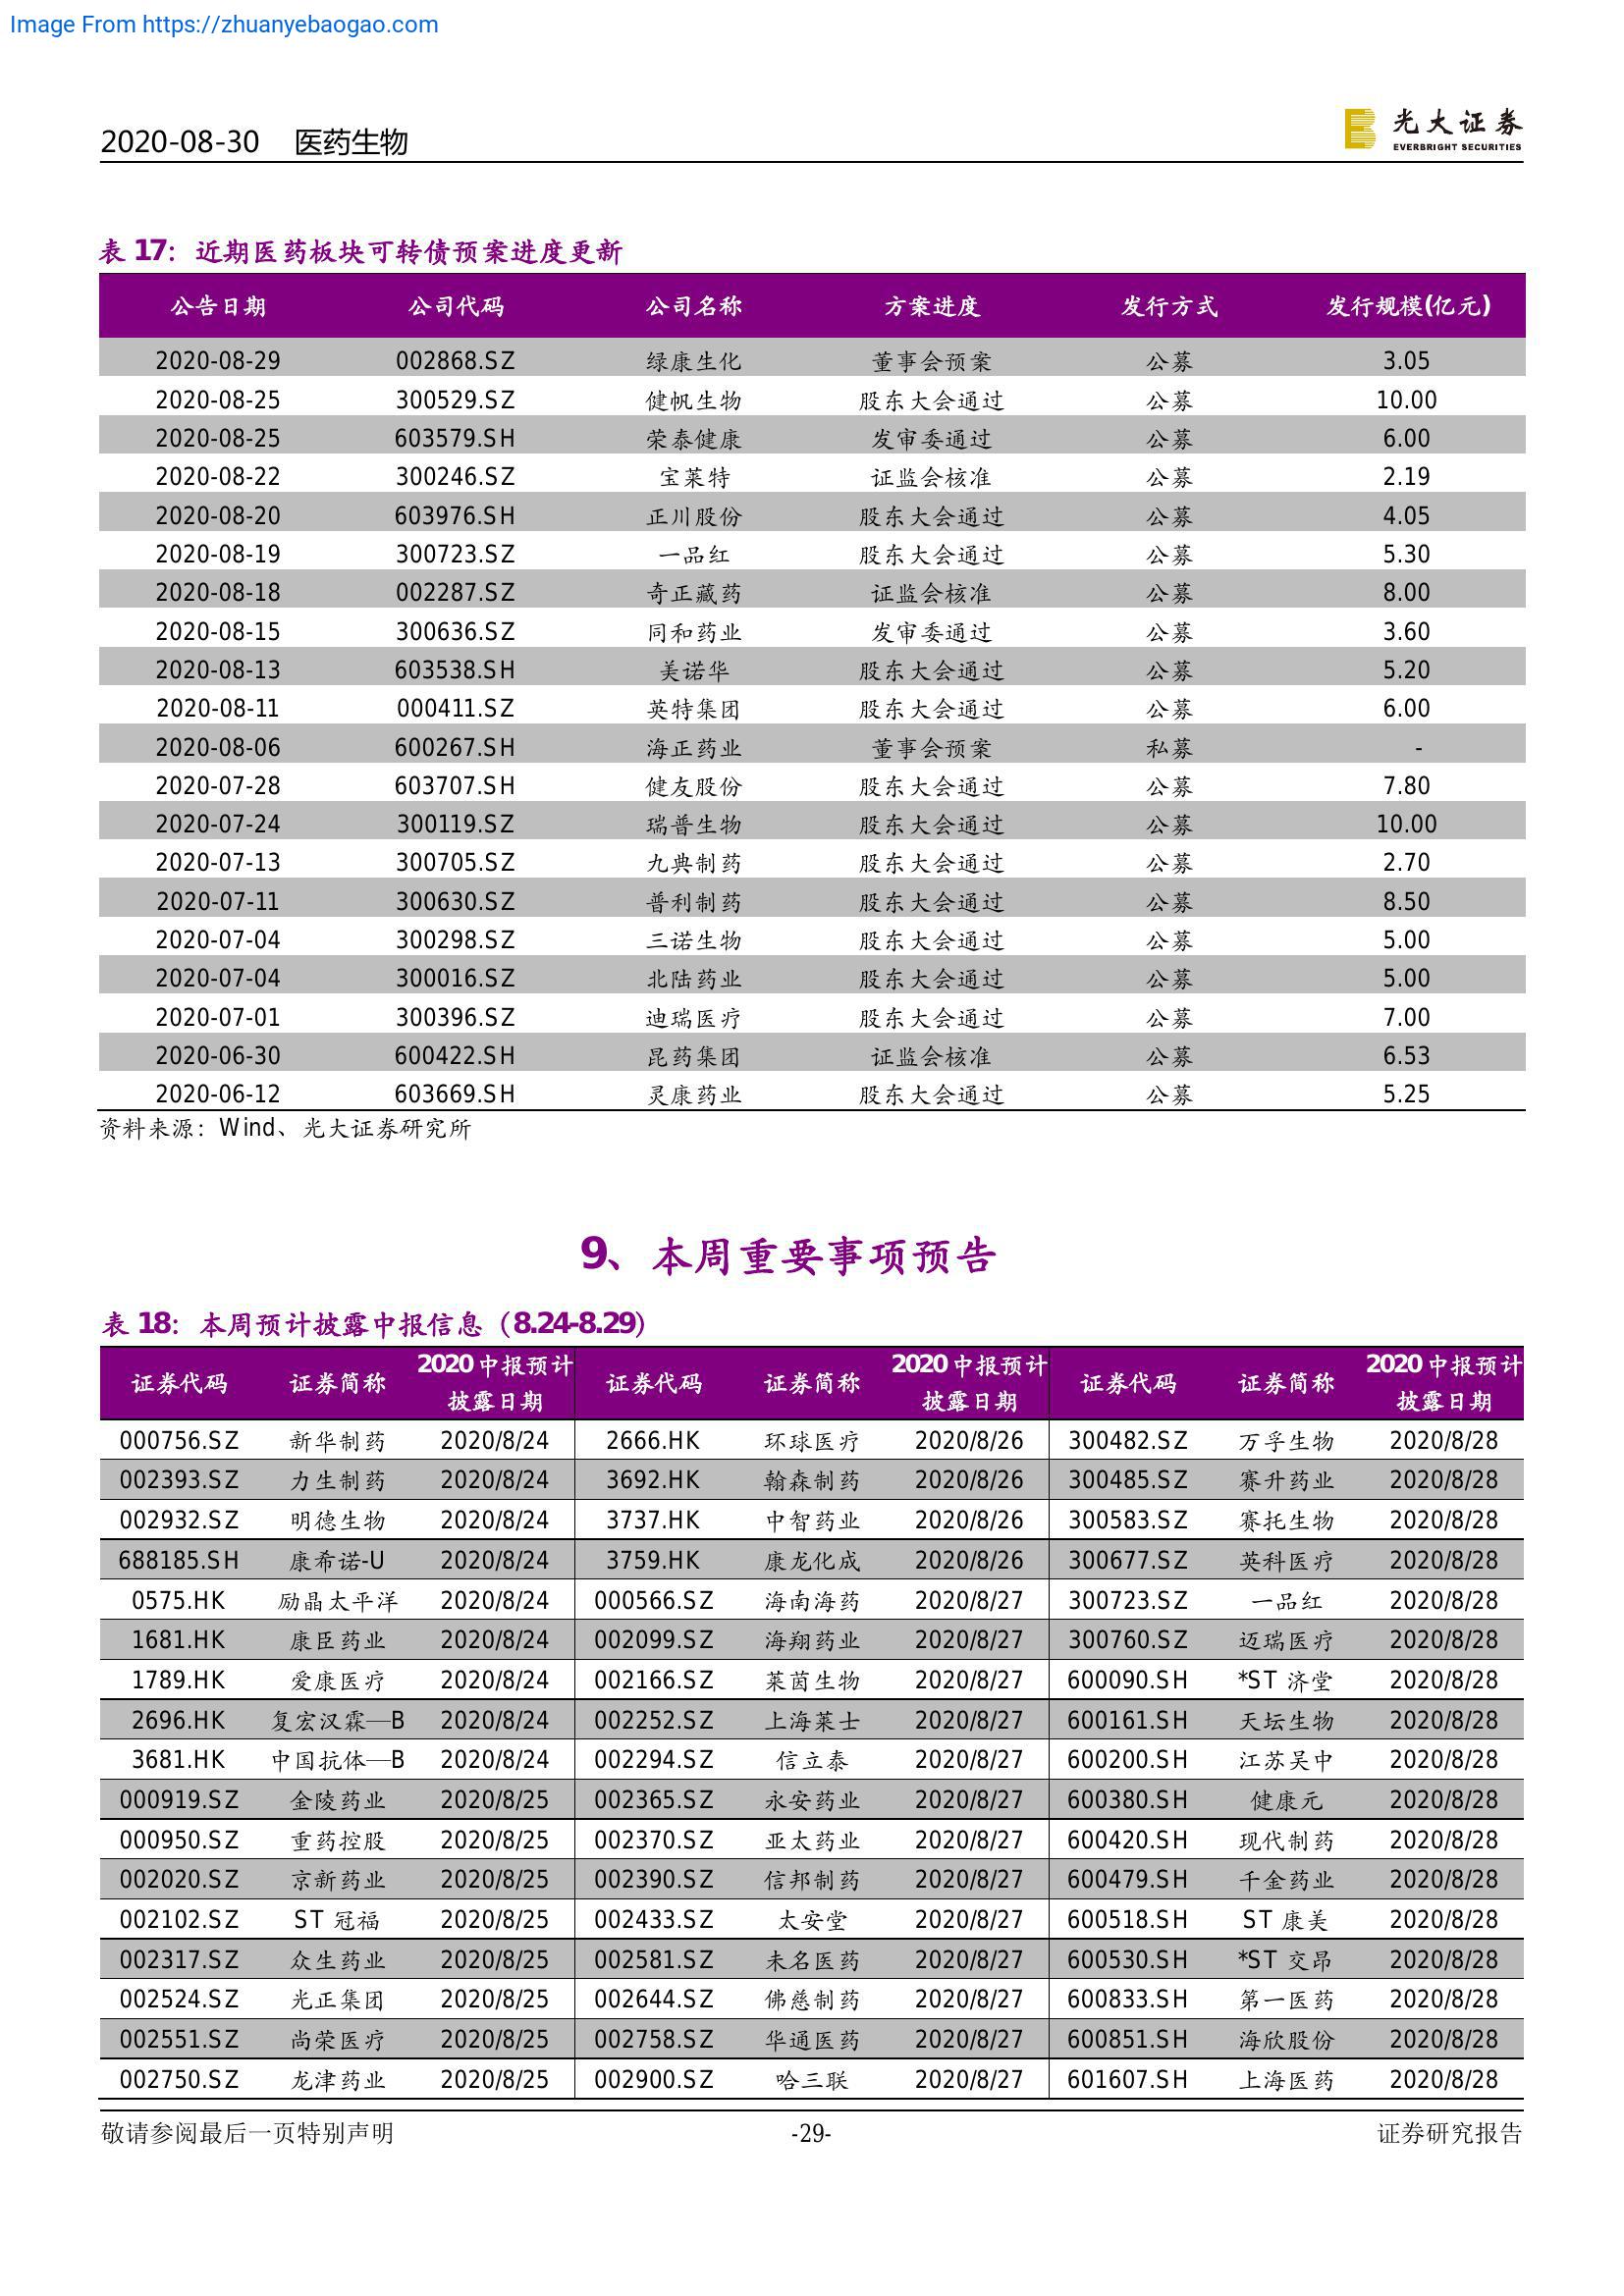 Image From https://zhuanyebaogao.com
2020-08-30 医药生物
光大证券
EVERBRIGHT SECURITIES
表 17：近期医药板块可转债预案进度更新
公告日期 公司代码 公司名称 方案进度 发行方式 发行规模(亿元)
2020-08-29 002868.SZ 绿康生化 董事会预案 公募 3.05
2020-08-25 300529.SZ 健帆生物 股东大会通过 公募 10.00
2020-08-25 603579.SH 荣泰健康 发审委通过 公募 6.00
2020-08-22 300246.SZ 宝莱特 证监会核准 公募 2.19
2020-08-20 603976.SH 正川股份 股东大会通过 公募 4.05
2020-08-19 300723.SZ 一品红 股东大会通过 公募 5.30
2020-08-18 002287.SZ 奇正藏药 证监会核准 公募 8.00
2020-08-15 300636.SZ 同和药业 发审委通过 公募 3.60
2020-08-13 603538.SH 美诺华 股东大会通过 公募 5.20
2020-08-11 000411.SZ 英特集团 股东大会通过 公募 6.00
2020-08-06 600267.SH 海正药业 董事会预案 私募 -
2020-07-28 603707.SH 健友股份 股东大会通过 公募 7.80
2020-07-24 300119.SZ 瑞普生物 股东大会通过 公募 10.00
2020-07-13 300705.SZ 九典制药 股东大会通过 公募 2.70
2020-07-11 300630.SZ 普利制药 股东大会通过 公募 8.50
2020-07-04 300298.SZ 三诺生物 股东大会通过 公募 5.00
2020-07-04 300016.SZ 北陆药业 股东大会通过 公募 5.00
2020-07-01 300396.SZ 迪瑞医疗 股东大会通过 公募 7.00
2020-06-30 600422.SH 昆药集团 证监会核准 公募 6.53
2020-06-12 603669.SH 灵康药业 股东大会通过 公募 5.25
资料来源：Wind、光大证券研究所
9、本周重要事项预告
表 18：本周预计披露中报信息（8.24-8.29）
证券代码 证券简称 2020 中报预计披露日期 证券代码 证券简称 2020 中报预计披露日期 证券代码 证券简称 2020 中报预计披露日期
000756.SZ 新华制药 2020/8/24 2666.HK 环球医疗 2020/8/26 300482.SZ 万孚生物 2020/8/28
002393.SZ 力生制药 2020/8/24 3692.HK 翰森制药 2020/8/26 300485.SZ 赛升药业 2020/8/28
002932.SZ 明德生物 2020/8/24 3737.HK 中智药业 2020/8/26 300583.SZ 赛托生物 2020/8/28
688185.SH 康希诺-U 2020/8/24 3759.HK 康龙化成 2020/8/26 300677.SZ 英科医疗 2020/8/28
0575.HK 励晶太平洋 2020/8/24 000566.SZ 海南海药 2020/8/27 300723.SZ 一品红 2020/8/28
1681.HK 康臣药业 2020/8/24 002099.SZ 海翔药业 2020/8/27 300760.SZ 迈瑞医疗 2020/8/28
1789.HK 爱康医疗 2020/8/24 002166.SZ 莱茵生物 2020/8/27 600090.SH *ST 济堂 2020/8/28
2696.HK 复宏汉霖—B 2020/8/24 002252.SZ 上海莱士 2020/8/27 600161.SH 天坛生物 2020/8/28
3681.HK 中国抗体—B 2020/8/24 002294.SZ 信立泰 2020/8/27 600200.SH 江苏吴中 2020/8/28
000919.SZ 金陵药业 2020/8/25 002365.SZ 永安药业 2020/8/27 600380.SH 健康元 2020/8/28
000950.SZ 重药控股 2020/8/25 002370.SZ 亚太药业 2020/8/27 600420.SH 现代制药 2020/8/28
002020.SZ 京新药业 2020/8/25 002390.SZ 信邦制药 2020/8/27 600479.SH 千金药业 2020/8/28
002102.SZ ST 冠福 2020/8/25 002433.SZ 太安堂 2020/8/27 600518.SH ST 康美 2020/8/28
002317.SZ 众生药业 2020/8/25 002581.SZ 未名医药 2020/8/27 600530.SH *ST 交昂 2020/8/28
002524.SZ 光正集团 2020/8/25 002644.SZ 佛慈制药 2020/8/27 600833.SH 第一医药 2020/8/28
002551.SZ 尚荣医疗 2020/8/25 002758.SZ 华通医药 2020/8/27 600851.SH 海欣股份 2020/8/28
002750.SZ 龙津药业 2020/8/25 002900.SZ 哈三联 2020/8/27 601607.SH 上海医药 2020/8/28
敬请参阅最后一页特别声明 -29- 证券研究报告